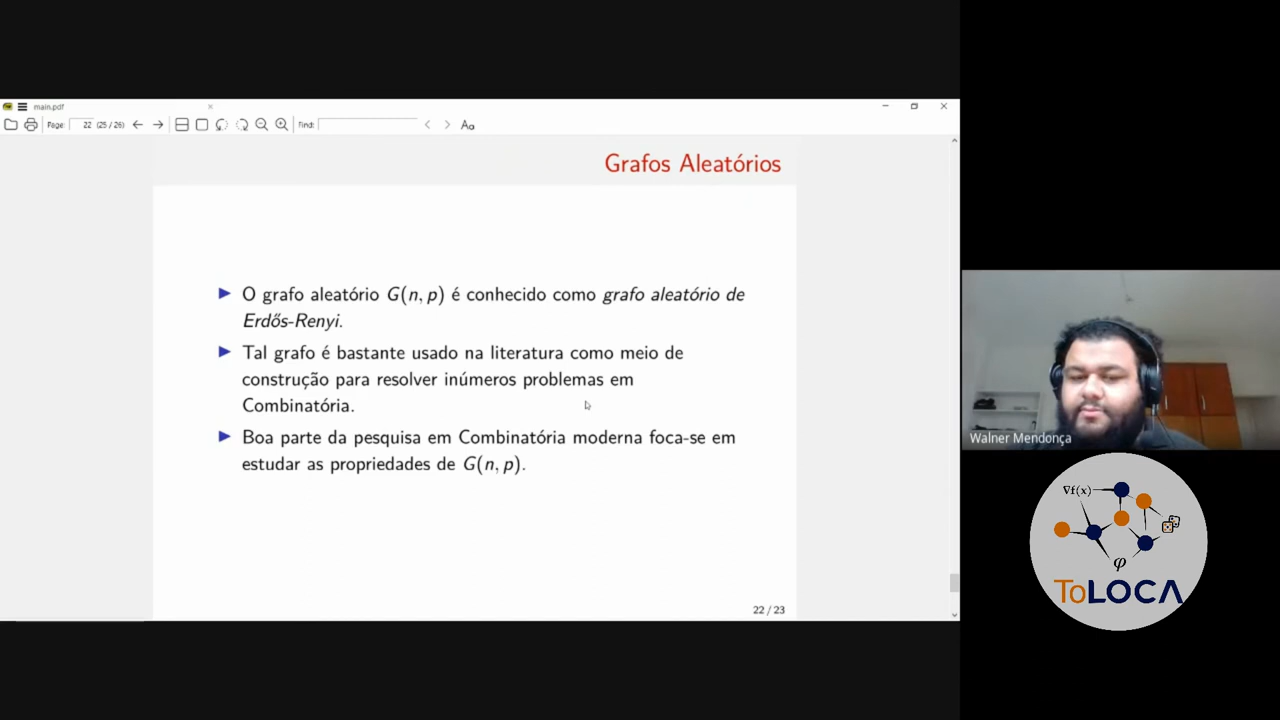 main.pdf
Page: 22 (25 / 26) Find: Aa
Grafos Aleatórios
O grafo aleatório G(n, p) é conhecido como grafo aleatório de
Erdős-Renyi.
Tal grafo é bastante usado na literatura como meio de
construção para resolver inúmeros problemas em
Combinatória.
Boa parte da pesquisa em Combinatória moderna foca-se em
estudar as propriedades de G(n, p).
22 / 23
Walner Mendonça
∇f(x)
φ
ToLOCA